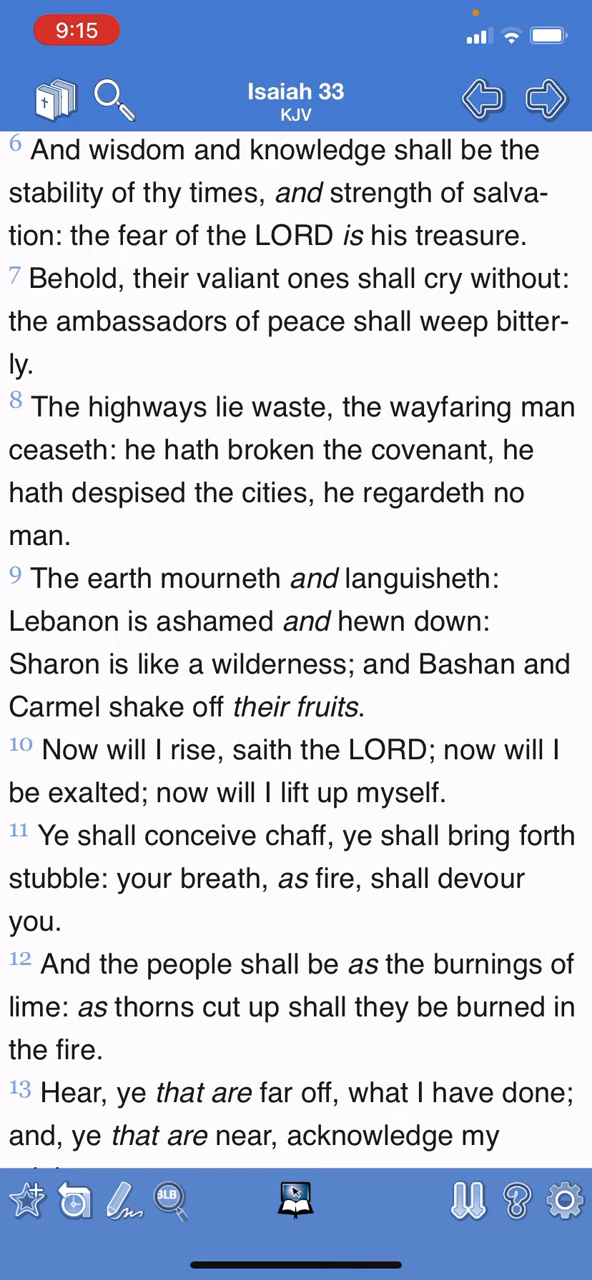 9:15
Isaiah 33
KJV
6 And wisdom and knowledge shall be the
stability of thy times, and strength of salva-
tion: the fear of the LORD is his treasure.
7 Behold, their valiant ones shall cry without:
the ambassadors of peace shall weep bitter-
ly.
8 The highways lie waste, the wayfaring man
ceaseth: he hath broken the covenant, he
hath despised the cities, he regardeth no
man.
9 The earth mourneth and languisheth:
Lebanon is ashamed and hewn down:
Sharon is like a wilderness; and Bashan and
Carmel shake off their fruits.
10 Now will I rise, saith the LORD; now will I
be exalted; now will I lift up myself.
11 Ye shall conceive chaff, ye shall bring forth
stubble: your breath, as fire, shall devour
you.
12 And the people shall be as the burnings of
lime: as thorns cut up shall they be burned in
the fire.
13 Hear, ye that are far off, what I have done;
and, ye that are near, acknowledge my
BLB